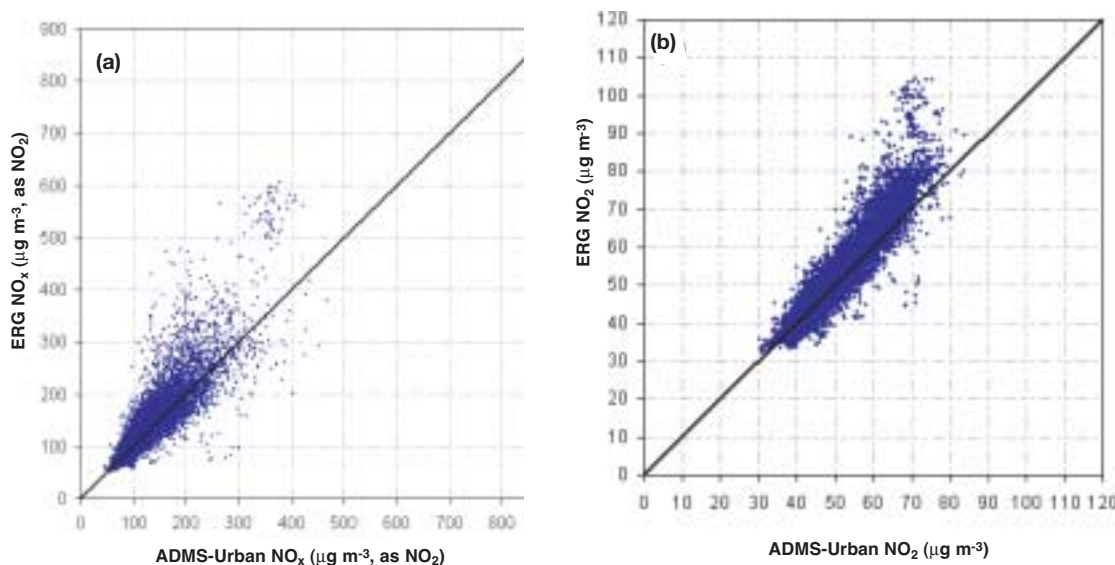 (a)
900
800
700
600
500
400
300
200
100
0
ERG NOₓ (µg m⁻³, as NO₂)
0 100 200 300 400 500 600 700 800
ADMS-Urban NOₓ (µg m⁻³, as NO₂)
(b)
120
110
100
90
80
70
60
50
40
30
20
10
0
ERG NO₂ (µg m⁻³)
0 10 20 30 40 50 60 70 80 90 100 110 120
ADMS-Urban NO₂ (µg m⁻³)